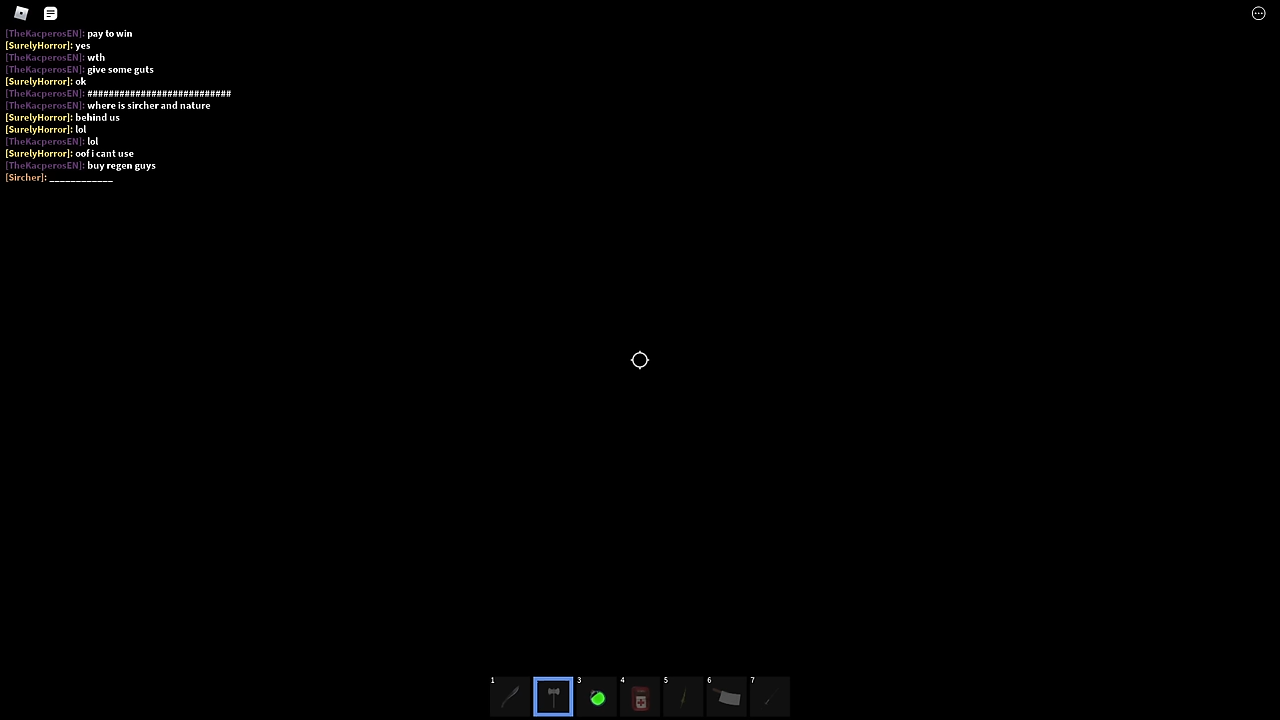 [TheKacperosEN]: pay to win
[SurelyHorror]: yes
[TheKacperosEN]: wth
[TheKacperosEN]: give some guts
[SurelyHorror]: ok
[TheKacperosEN]: ###########################
[TheKacperosEN]: where is sircher and nature
[SurelyHorror]: behind us
[SurelyHorror]: lol
[TheKacperosEN]: lol
[SurelyHorror]: oof i cant use
[TheKacperosEN]: buy regen guys
[Sircher]: ____________
1 3 4 5 6 7